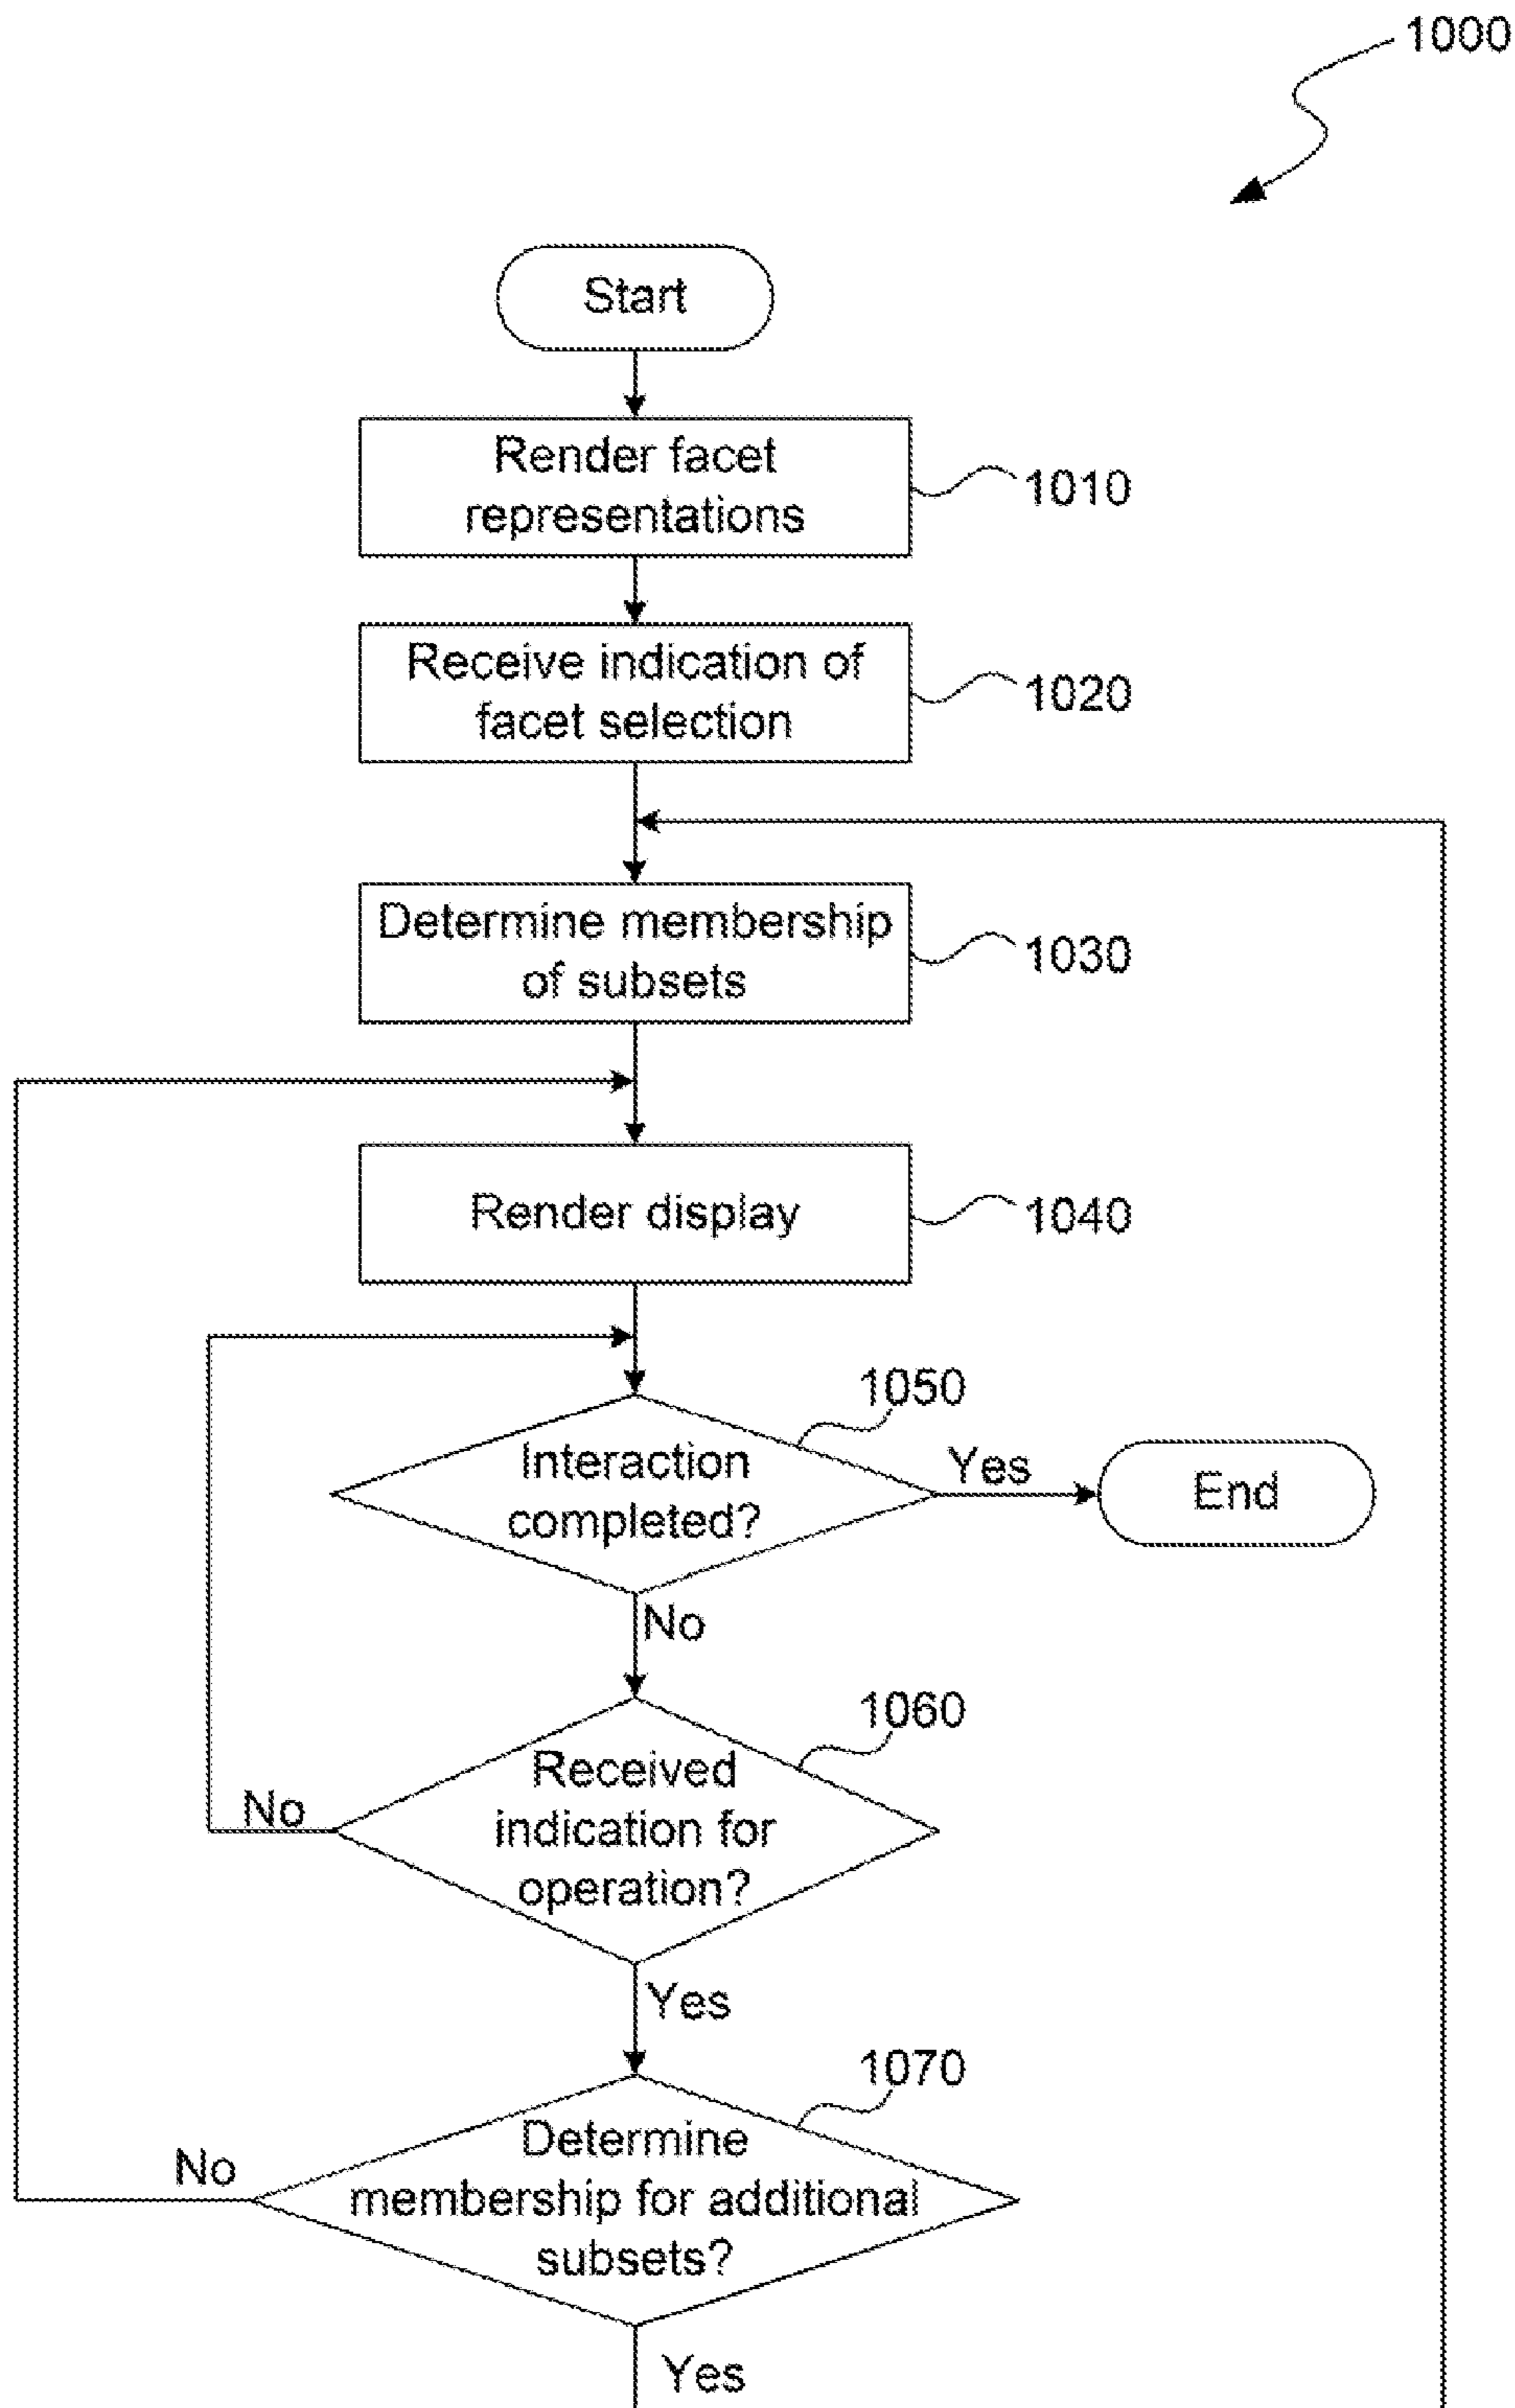 1000
Start
Render facet
representations
1010
Receive indication of
facet selection
1020
Determine membership
of subsets
1030
Render display
1040
1050
Interaction
completed?
Yes
End
No
1060
Received
indication for
operation?
No
Yes
1070
Determine
membership for additional
subsets?
No
Yes